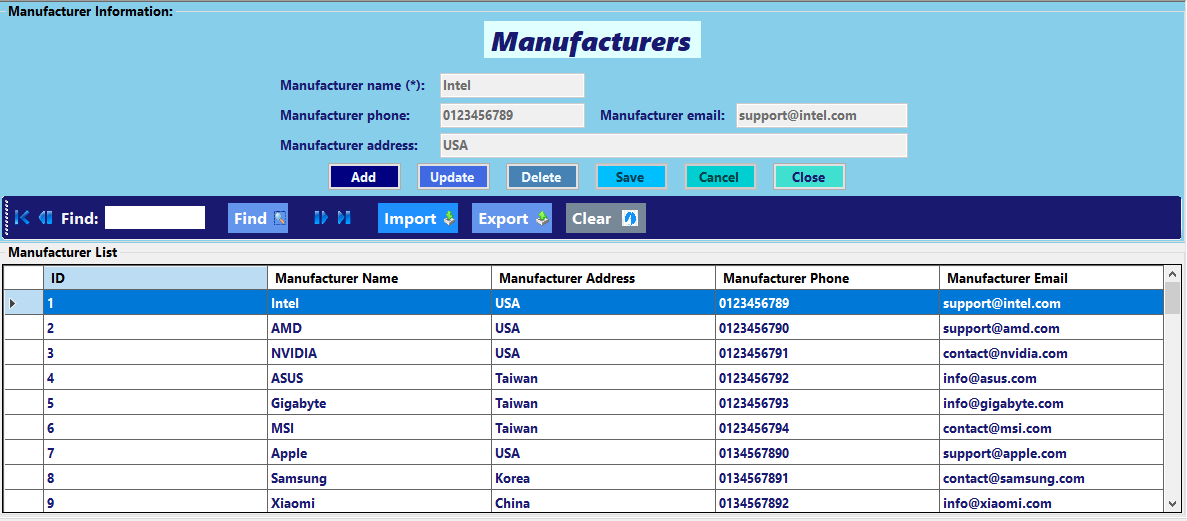 Manufacturer Information:
Manufacturers
Manufacturer name (*): Intel
Manufacturer phone: 0123456789 Manufacturer email: support@intel.com
Manufacturer address: USA
Add Update Delete Save Cancel Close
Find: Find Import Export Clear
Manufacturer List
ID Manufacturer Name Manufacturer Address Manufacturer Phone Manufacturer Email
1 Intel USA 0123456789 support@intel.com
2 AMD USA 0123456790 support@amd.com
3 NVIDIA USA 0123456791 contact@nvidia.com
4 ASUS Taiwan 0123456792 info@asus.com
5 Gigabyte Taiwan 0123456793 info@gigabyte.com
6 MSI Taiwan 0123456794 contact@msi.com
7 Apple USA 0134567890 support@apple.com
8 Samsung Korea 0134567891 contact@samsung.com
9 Xiaomi China 0134567892 info@xiaomi.com